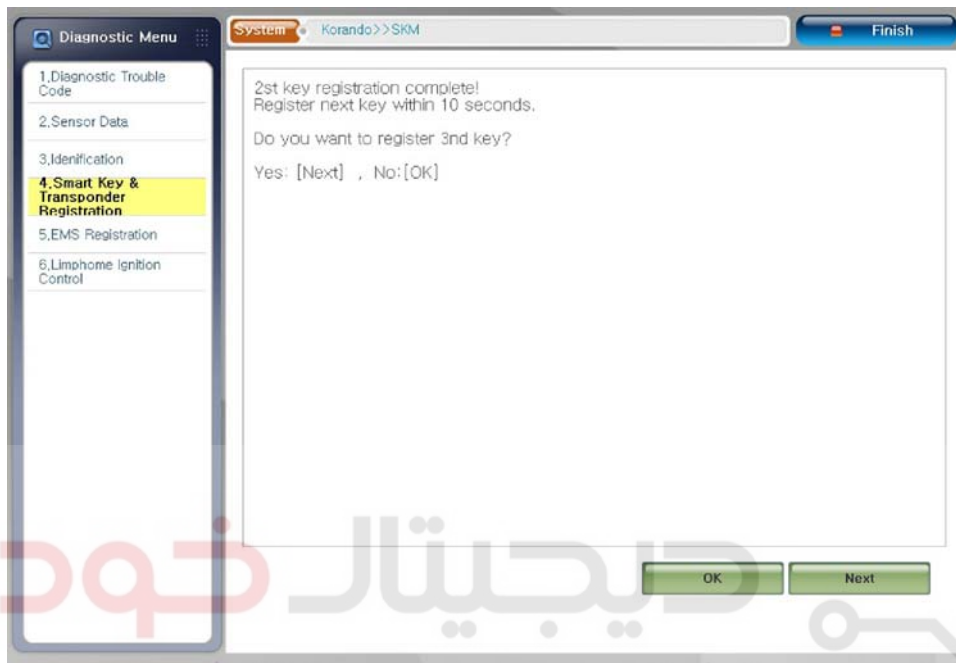 Diagnostic Menu
System
Korando>>SKM
Finish
1,Diagnostic Trouble
Code
2,Sensor Data
3,Idenification
4,Smart Key &
Transponder
Registration
5,EMS Registration
6,Limphome Ignition
Control
2st key registration complete!
Register next key within 10 seconds.
Do you want to register 3nd key?
Yes: [Next] , No:[OK]
OK
Next
دیجیتال خودرو